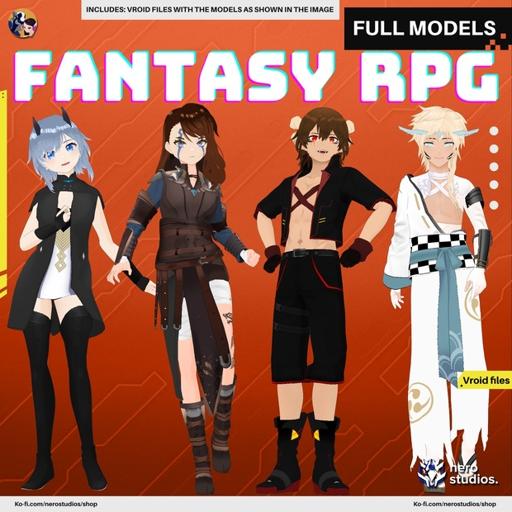 INCLUDES: VROID FILES WITH THE MODELS AS SHOWN IN THE IMAGE
FULL MODELS
FANTASY RPG
Vroid files
nero
studios.
Ko-fi.com/nerostudios/shop
Ko-fi.com/nerostudios/shop